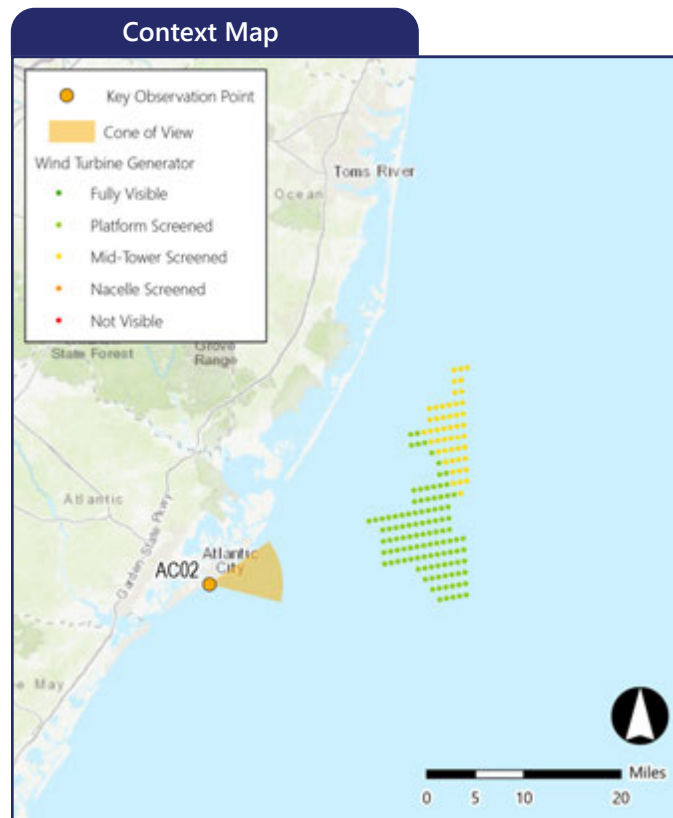 Context Map
Key Observation Point
Cone of View
Wind Turbine Generator
Fully Visible
Platform Screened
Mid-Tower Screened
Nacelle Screened
Not Visible
Toms River
Ocean
State Forest
Grove
Range
Atlantic
Garden State Pkwy
Atlantic
City
AC02
May
Miles
0 5 10 20